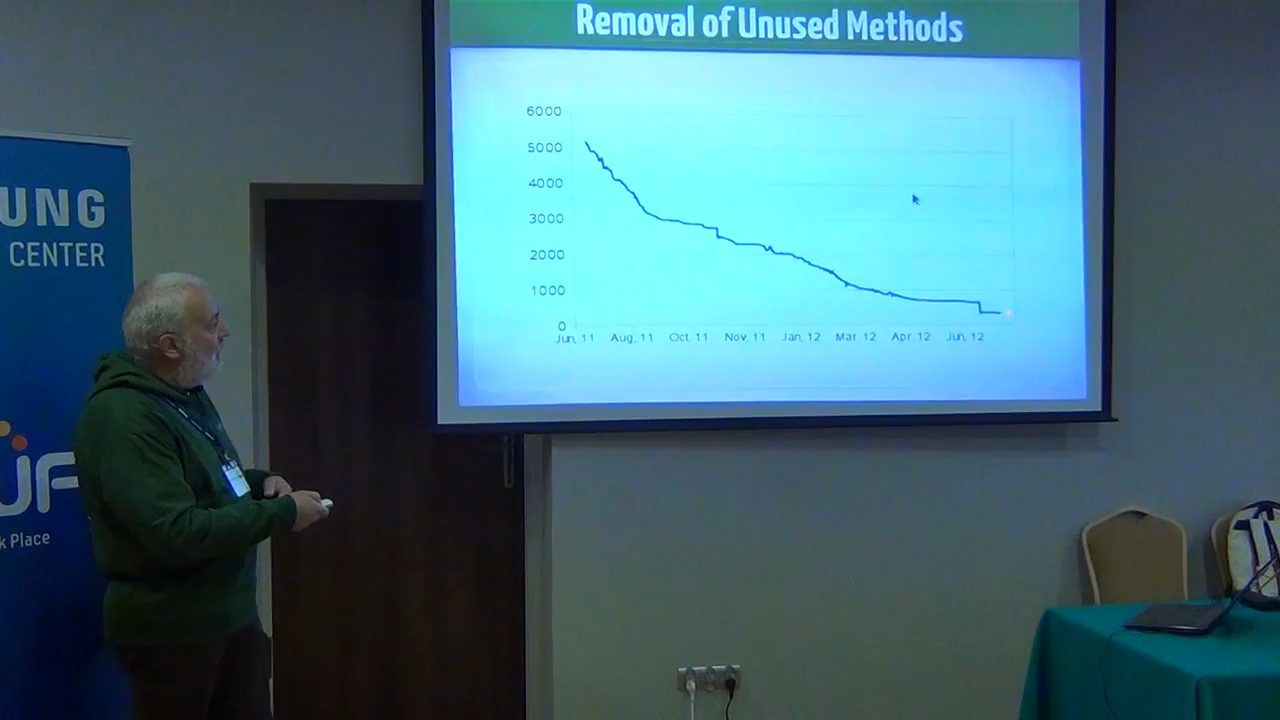 Removal of Unused Methods
6000
5000
4000
3000
2000
1000
0
Jun, 11 Aug, 11 Oct, 11 Nov, 11 Jan, 12 Mar, 12 Apr, 12 Jun, 12
UNG
CENTER
k Place